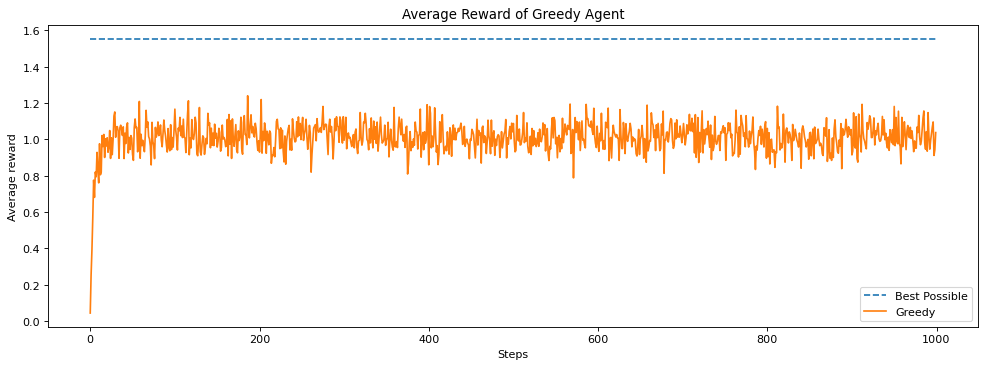 Average Reward of Greedy Agent
1.6
1.4
1.2
1.0
0.8
0.6
0.4
0.2
0.0
Average reward
0 200 400 600 800 1000
Steps
Best Possible
Greedy